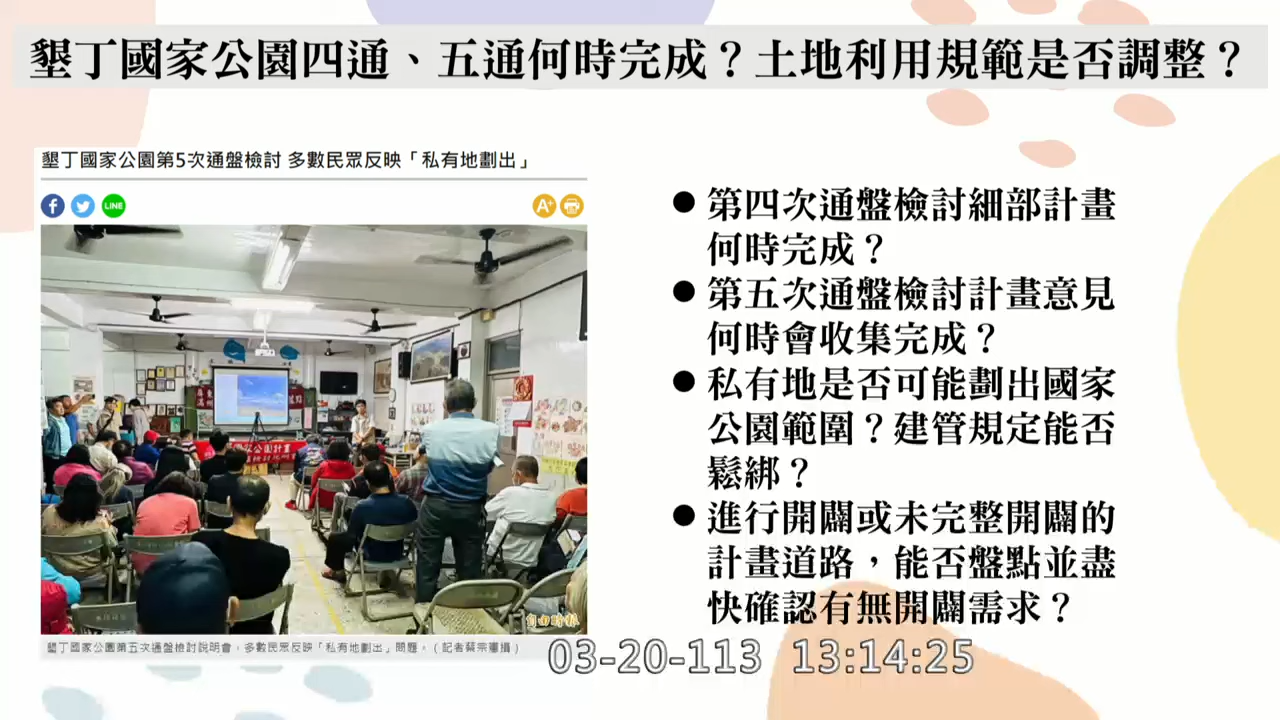 墾丁國家公園四通、五通何時完成？土地利用規範是否調整？
墾丁國家公園第5次通盤檢討 多數民眾反映「私有地劃出」
LINE
A+
自由時報
墾丁國家公園第五次通盤檢討說明會，多數民眾反映「私有地劃出」問題。（記者蔡宗憲攝）
● 第四次通盤檢討細部計畫
何時完成？
● 第五次通盤檢討計畫意見
何時會收集完成？
● 私有地是否可能劃出國家
公園範圍？建管規定能否
鬆綁？
● 進行開闢或未完整開闢的
計畫道路，能否盤點並盡
快確認有無開闢需求？
03-20-113 13:14:25